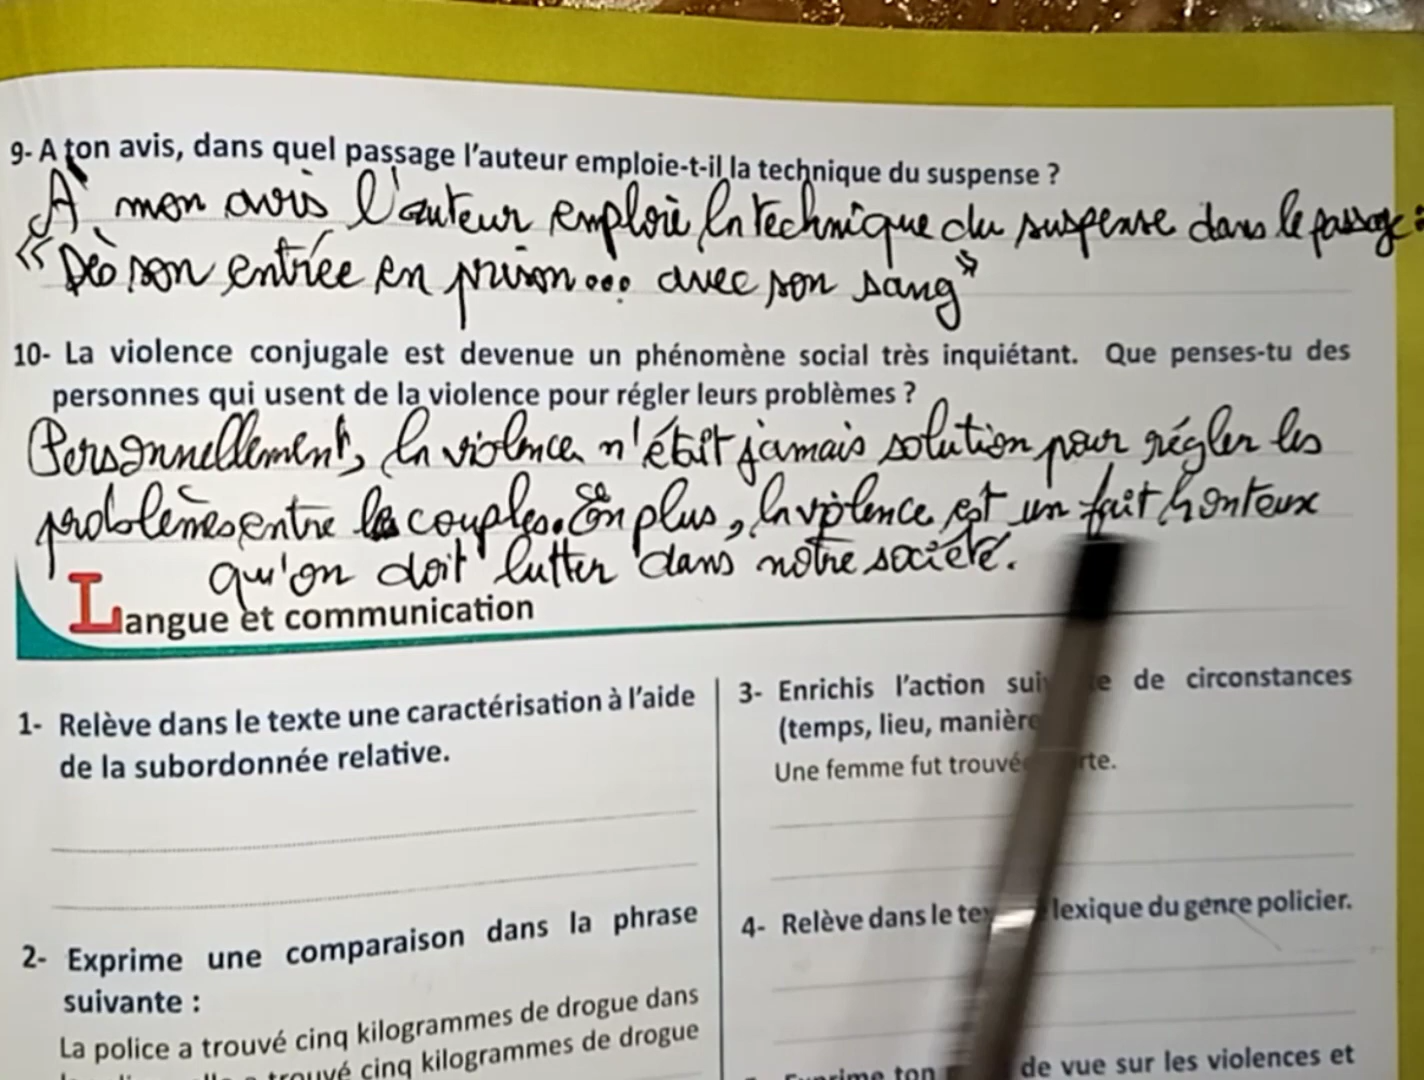 9- A ton avis, dans quel passage l'auteur emploie-t-il la technique du suspense ?
A mon avis l'auteur emploie la technique du suspense dans le passage :
« Dès son entrée en prison... avec son sang »
10- La violence conjugale est devenue un phénomène social très inquiétant. Que penses-tu des
personnes qui usent de la violence pour régler leurs problèmes ?
Personnellement, la violence n'était jamais solution pour régler les
problèmes entre les couples. En plus, la violence est un fait honteux
qu'on doit lutter dans notre société.
Langue et communication
1- Relève dans le texte une caractérisation à l'aide
de la subordonnée relative.
2- Exprime une comparaison dans la phrase
suivante :
La police a trouvé cinq kilogrammes de drogue dans
trouvé cinq kilogrammes de drogue
3- Enrichis l'action de circonstances
(temps, lieu, manière
Une femme fut
4- Relève dans le lexique du genre policier.
ton de vue sur les violences et